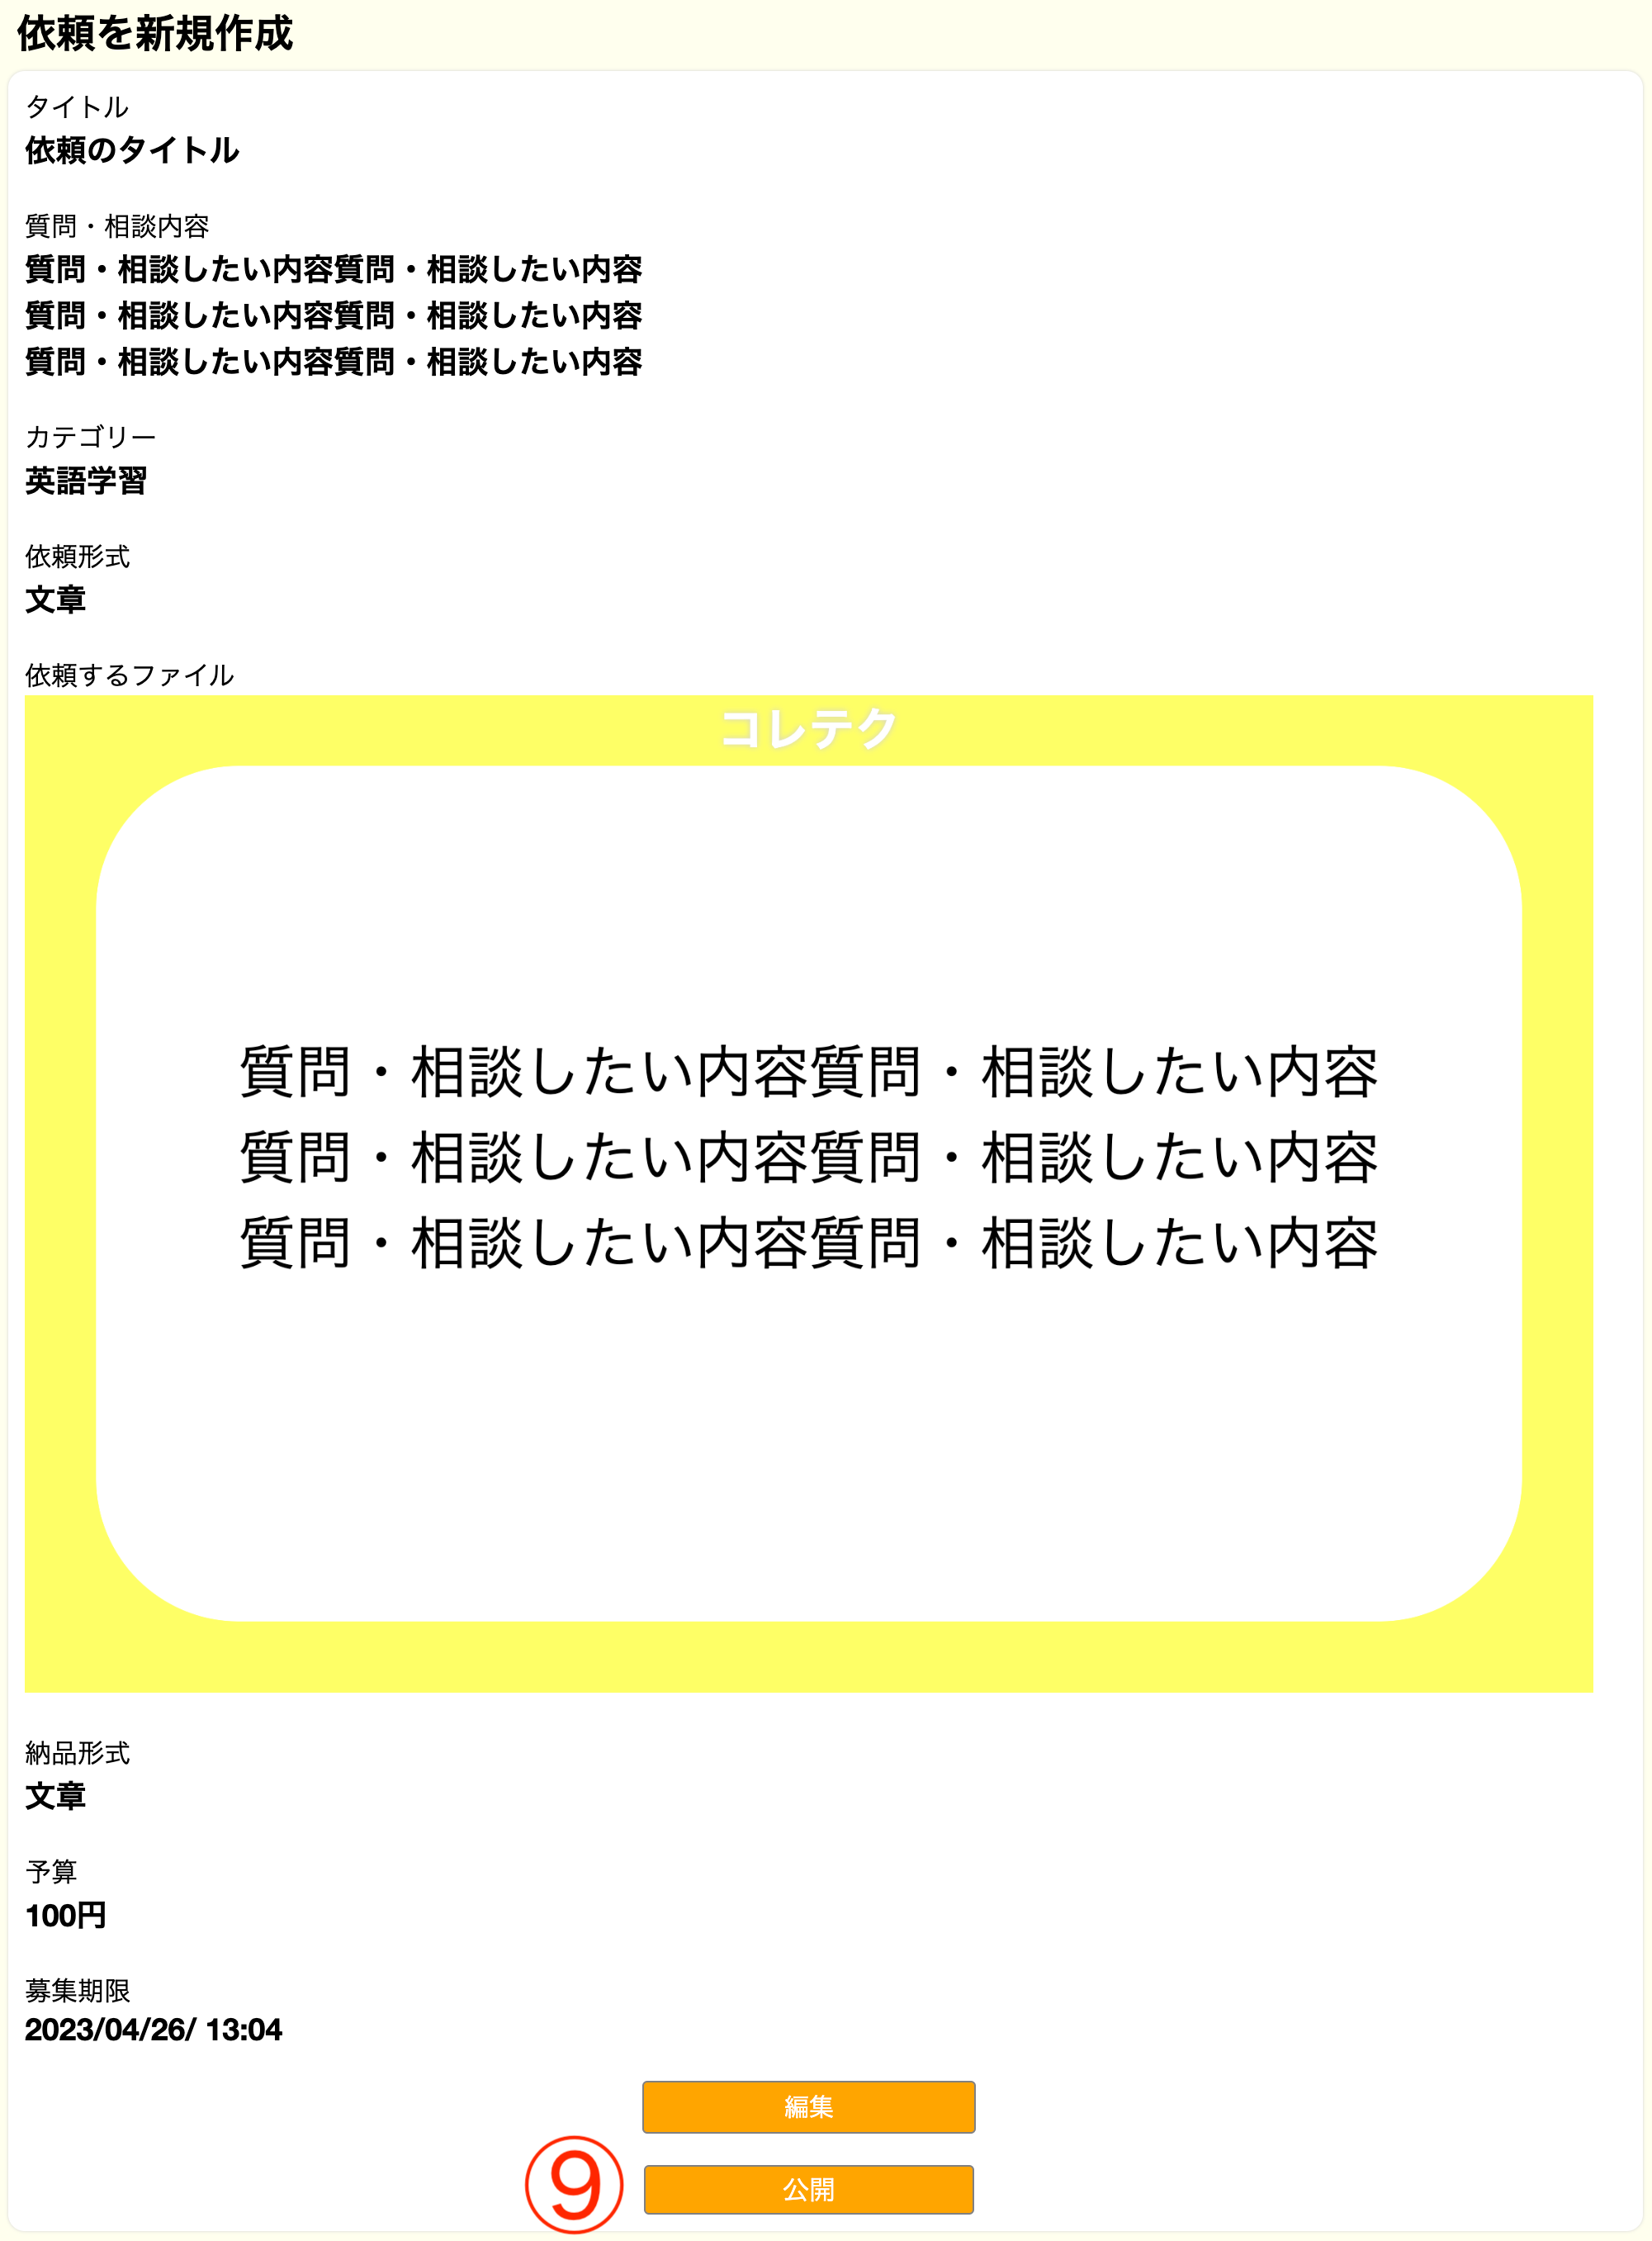 依頼を新規作成
タイトル
依頼のタイトル
質問・相談内容
質問・相談したい内容質問・相談したい内容
質問・相談したい内容質問・相談したい内容
質問・相談したい内容質問・相談したい内容
カテゴリー
英語学習
依頼形式
文章
依頼するファイル
コレテク
質問・相談したい内容質問・相談したい内容
質問・相談したい内容質問・相談したい内容
質問・相談したい内容質問・相談したい内容
納品形式
文章
予算
100円
募集期限
2023/04/26/ 13:04
編集
⑨
公開